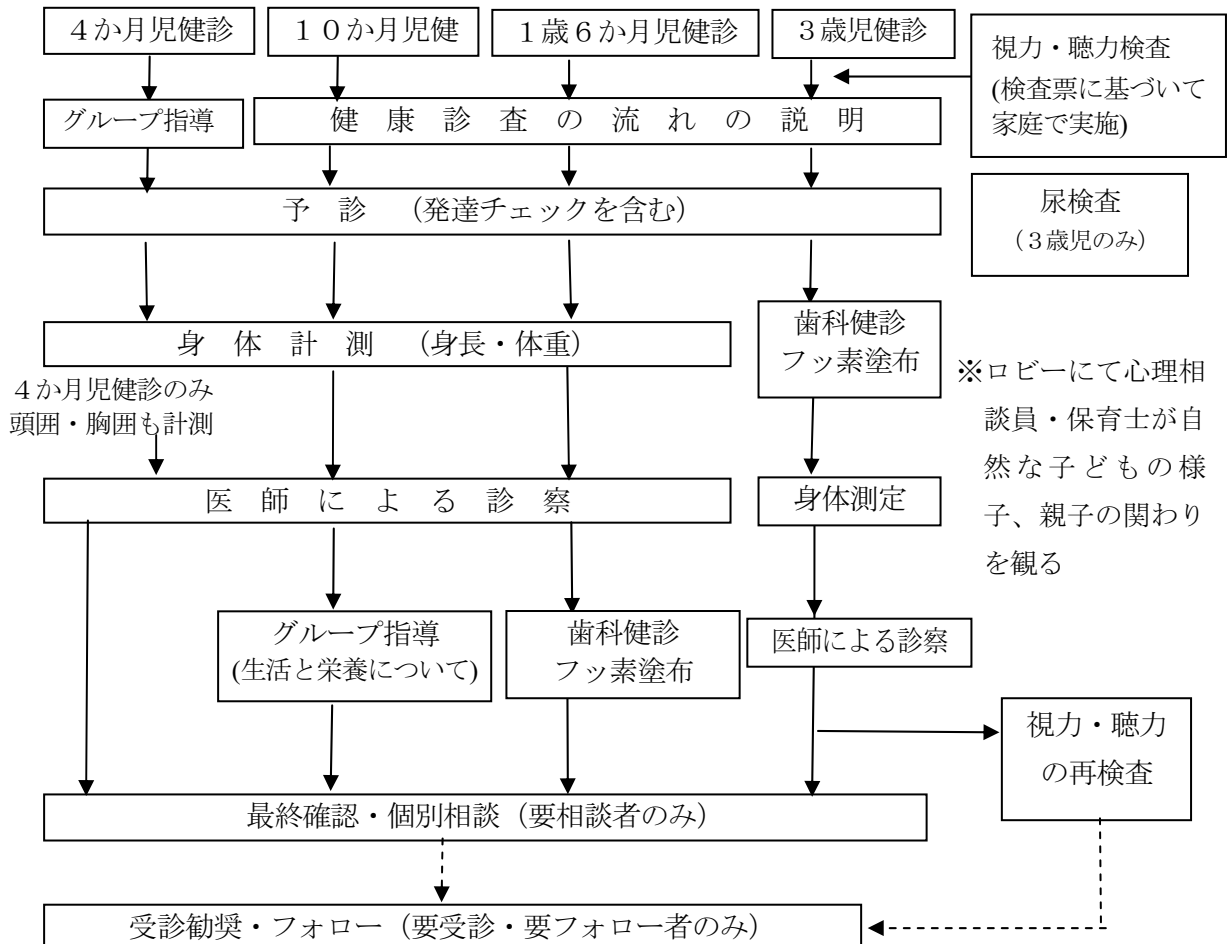 ４か月児健診
１０か月児健
１歳６か月児健診
３歳児健診
視力・聴力検査
(検査票に基づいて
家庭で実施)
グループ指導
健康診査の流れの説明
予診（発達チェックを含む）
尿検査
（３歳児のみ）
身体計測（身長・体重）
歯科健診
フッ素塗布
４か月児健診のみ
頭囲・胸囲も計測
※ロビーにて心理相
談員・保育士が自
然な子どもの様
子、親子の関わり
を観る
医師による診察
身体測定
グループ指導
(生活と栄養について)
歯科健診
フッ素塗布
医師による診察
視力・聴力
の再検査
最終確認・個別相談（要相談者のみ）
受診勧奨・フォロー（要受診・要フォロー者のみ）